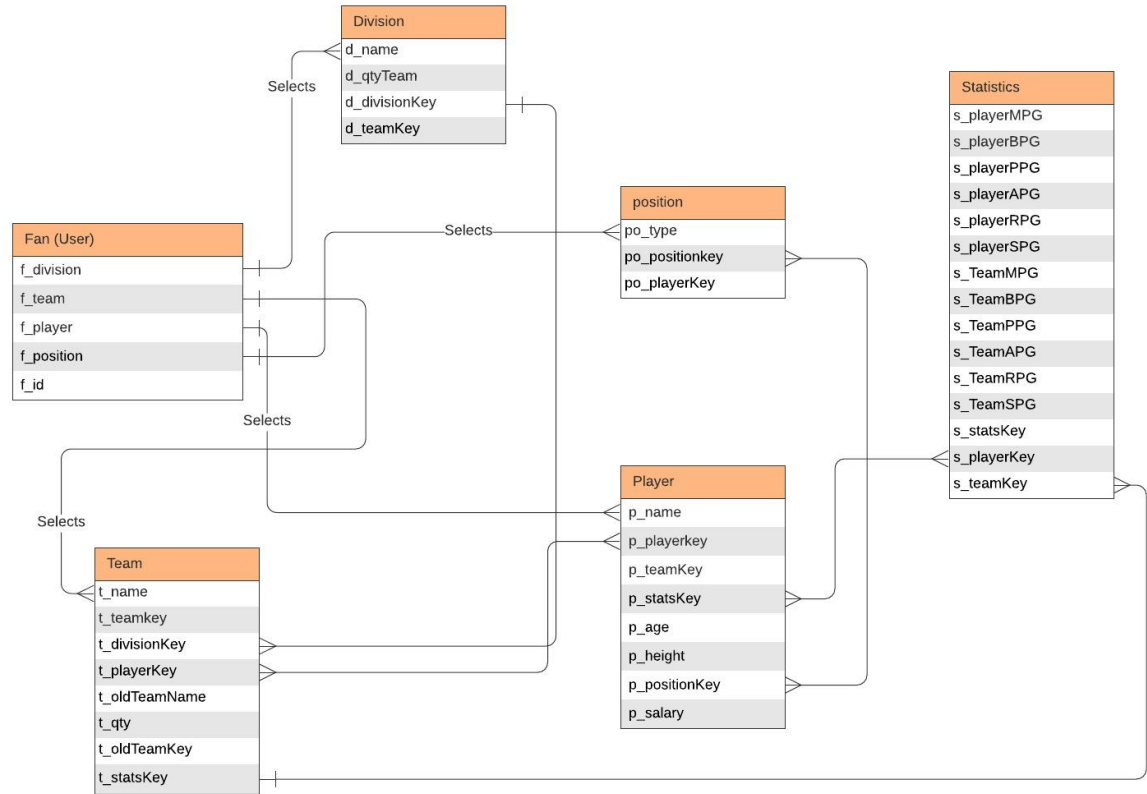 Division
d_name
d_qtyTeam
d_divisionKey
d_teamKey
Selects
Statistics
s_playerMPG
s_playerBPG
s_playerPPG
s_playerAPG
s_playerRPG
s_playerSPG
s_TeamMPG
s_TeamBPG
s_TeamPPG
s_TeamAPG
s_TeamRPG
s_TeamSPG
s_statsKey
s_playerKey
s_teamKey
position
po_type
po_positionkey
po_playerKey
Selects
Fan (User)
f_division
f_team
f_player
f_position
f_id
Selects
Selects
Player
p_name
p_playerkey
p_teamKey
p_statsKey
p_age
p_height
p_positionKey
p_salary
Team
t_name
t_teamkey
t_divisionKey
t_playerKey
t_oldTeamName
t_qty
t_oldTeamKey
t_statsKey